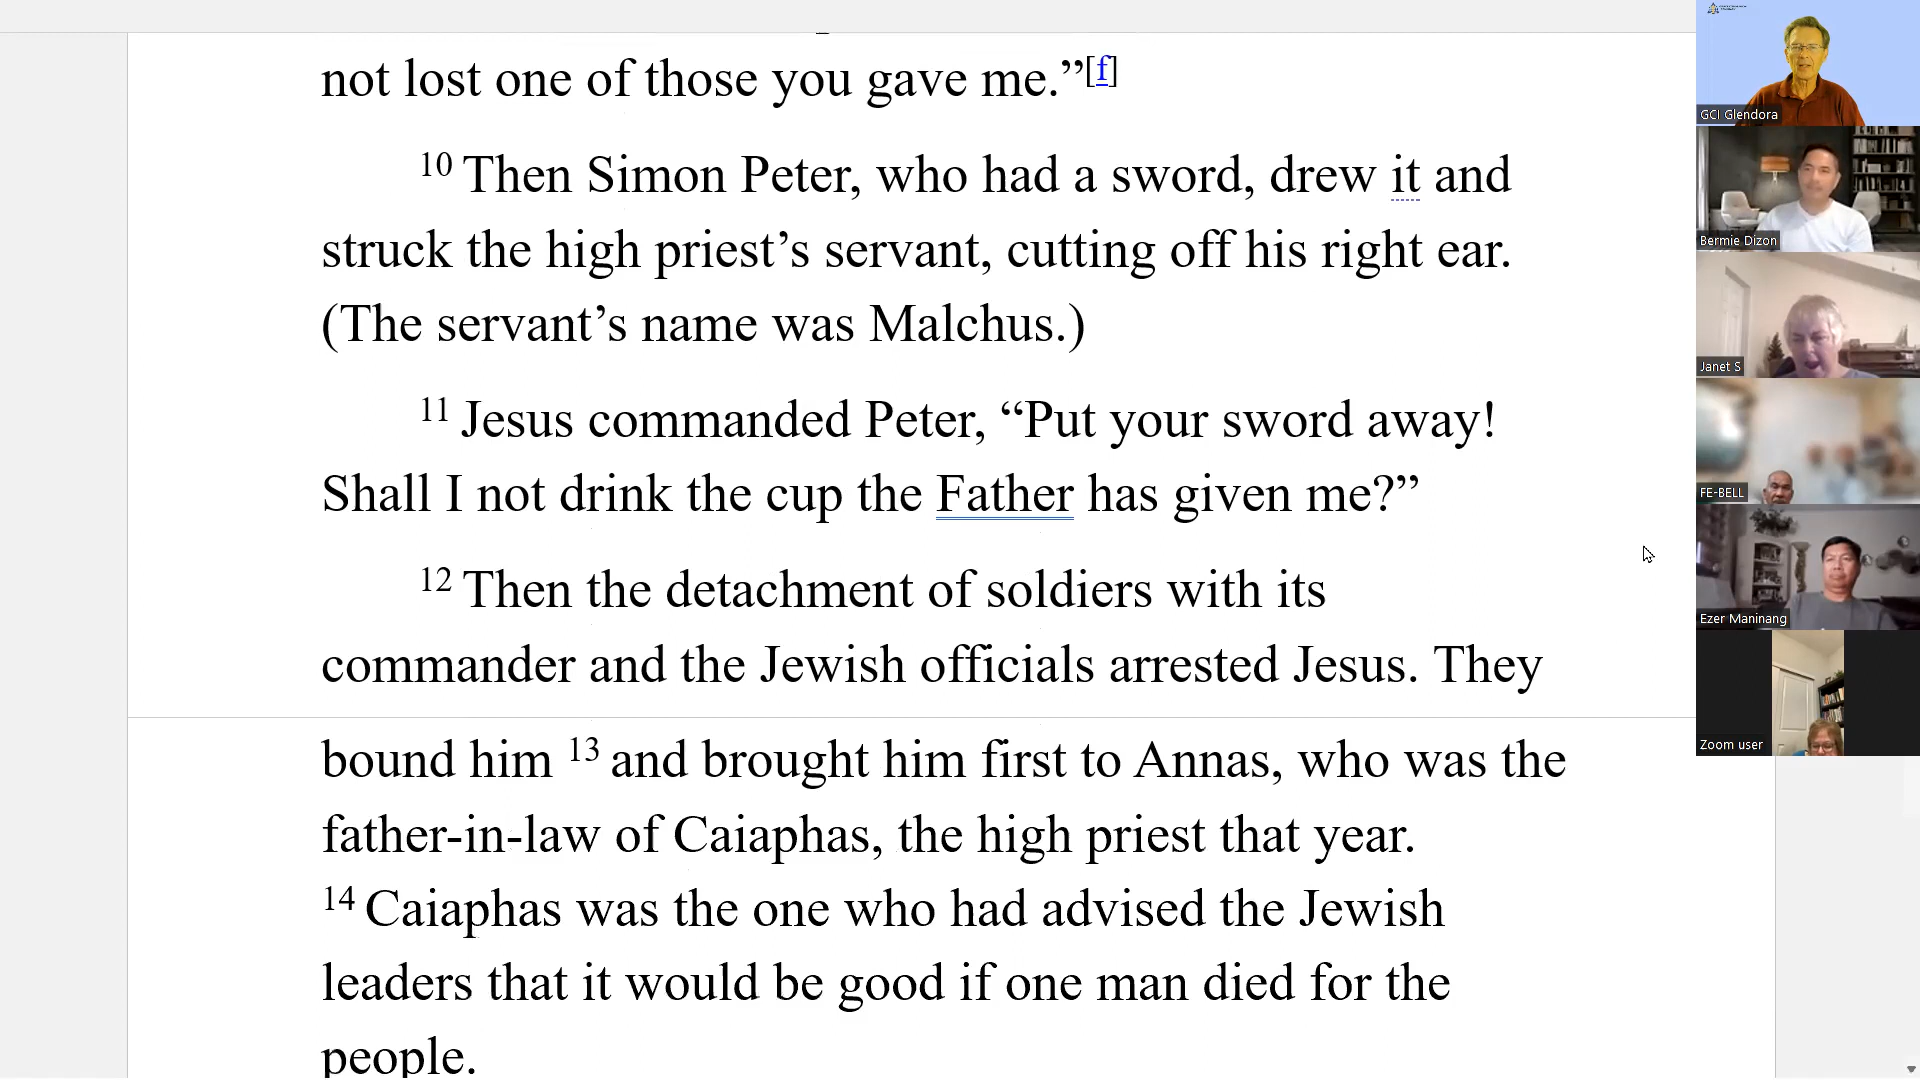 not lost one of those you gave me.”[f]
10 Then Simon Peter, who had a sword, drew it and
struck the high priest’s servant, cutting off his right ear.
(The servant’s name was Malchus.)
11 Jesus commanded Peter, “Put your sword away!
Shall I not drink the cup the Father has given me?”
12 Then the detachment of soldiers with its
commander and the Jewish officials arrested Jesus. They
bound him 13 and brought him first to Annas, who was the
father-in-law of Caiaphas, the high priest that year.
14 Caiaphas was the one who had advised the Jewish
leaders that it would be good if one man died for the
people.
GCI Glendora
Bermie Dizon
Janet S
FE-BELL
Ezer Maninang
Zoom user